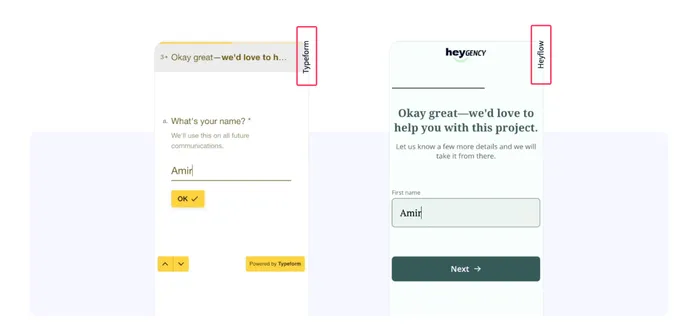 3→ Okay great—we'd love to h...
Typeform
a. What's your name? *
We'll use this on all future
communications.
Amir
OK
Powered by Typeform
heyGENCY
Heyflow
Okay great—we'd love to
help you with this project.
Let us know a few more details and we will
take it from there.
First name
Amir
Next →